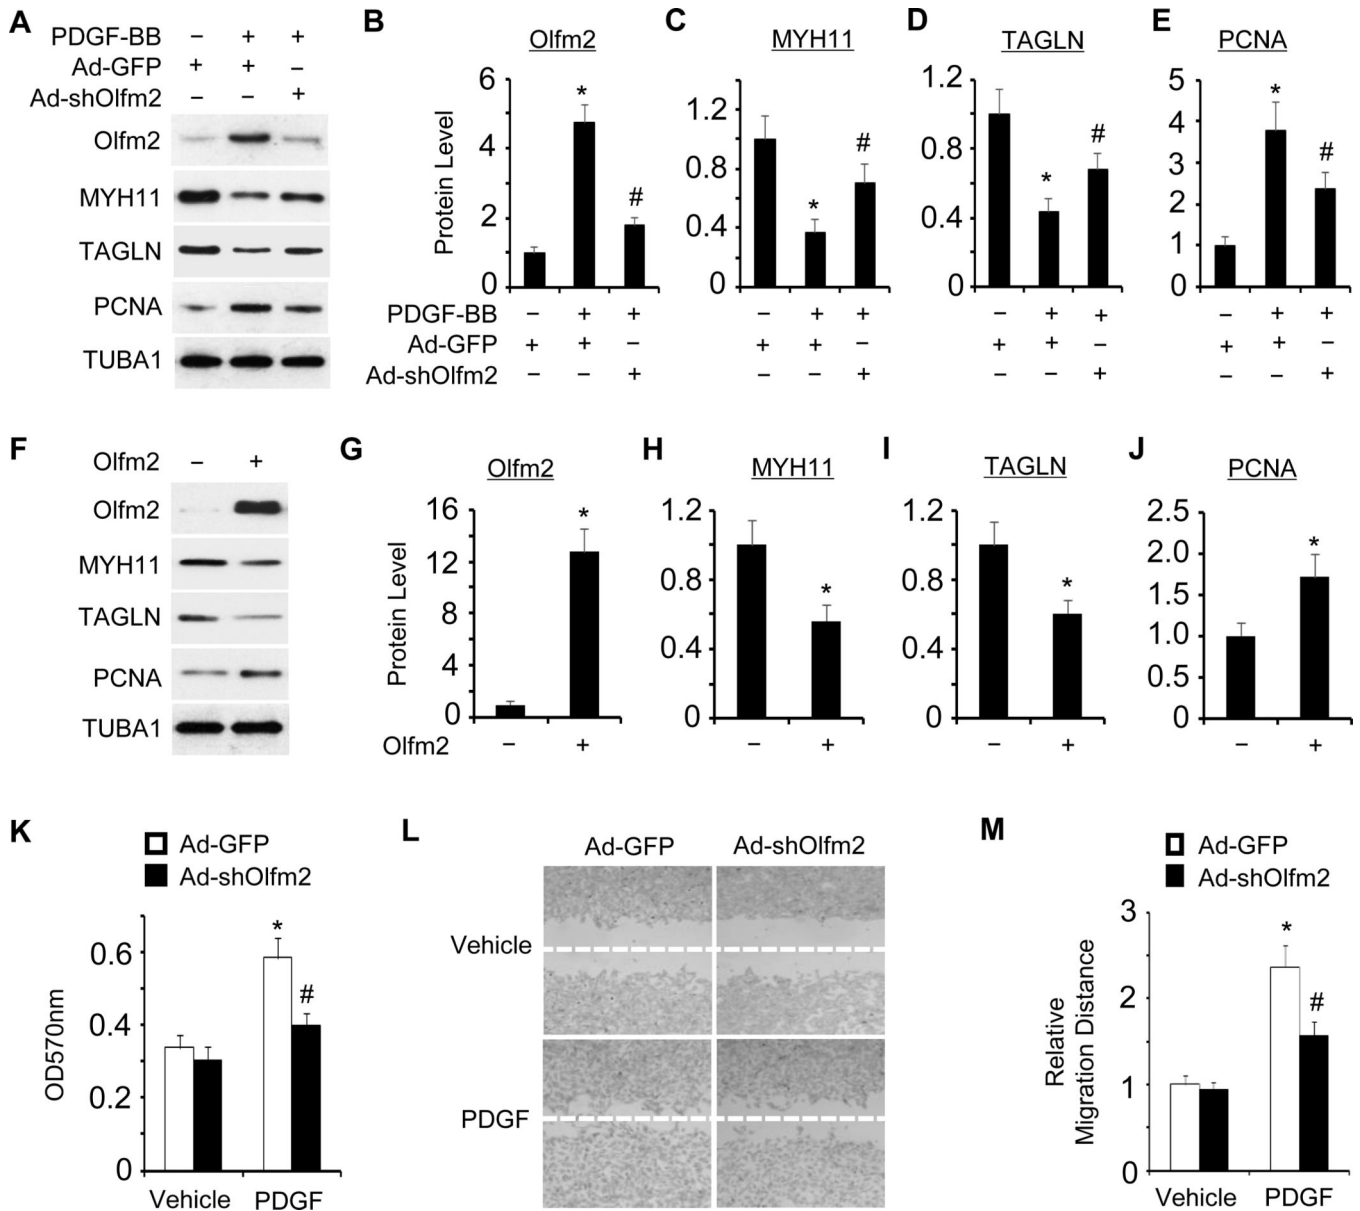 A
PDGF-BB – + +
Ad-GFP + + –
Ad-shOlfm2 – – +
Olfm2
MYH11
TAGLN
PCNA
TUBA1
B
Olfm2
Protein Level
6
4
2
0
C
MYH11
1.2
0.8
0.4
0
D
TAGLN
1.2
0.8
0.4
0
E
PCNA
5
4
3
2
1
0
* #
* #
* #
* #
PDGF-BB – + + – + + – + + – + +
Ad-GFP + + – + + – + + – + + –
Ad-shOlfm2 – – + – – + – – + – – +
F
Olfm2 – +
Olfm2
MYH11
TAGLN
PCNA
TUBA1
G
Olfm2
Protein Level
16
12
8
4
0
*
H
MYH11
1.2
0.8
0.4
0
*
I
TAGLN
1.2
0.8
0.4
0
*
J
PCNA
2.5
2.0
1.5
1.0
0.5
0
*
Olfm2 – + – + – + – +
K
Ad-GFP
Ad-shOlfm2
OD570nm
0.6
0.4
0.2
0
* #
Vehicle PDGF
L
Ad-GFP Ad-shOlfm2
Vehicle
PDGF
M
Ad-GFP
Ad-shOlfm2
Relative
Migration Distance
3
2
1
0
* #
Vehicle PDGF